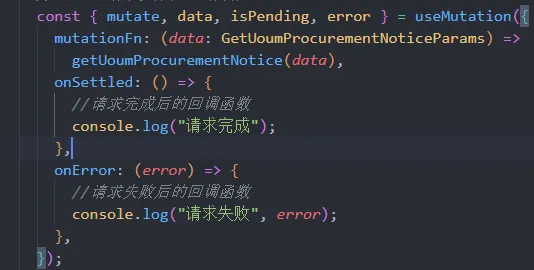 const { mutate, data, isPending, error } = useMutation({
mutationFn: (data: GetUoumProcurementNoticeParams) =>
getUoumProcurementNotice(data),
onSettled: () => {
//请求完成后的回调函数
console.log("请求完成");
},
onError: (error) => {
//请求失败后的回调函数
console.log("请求失败", error);
},
});